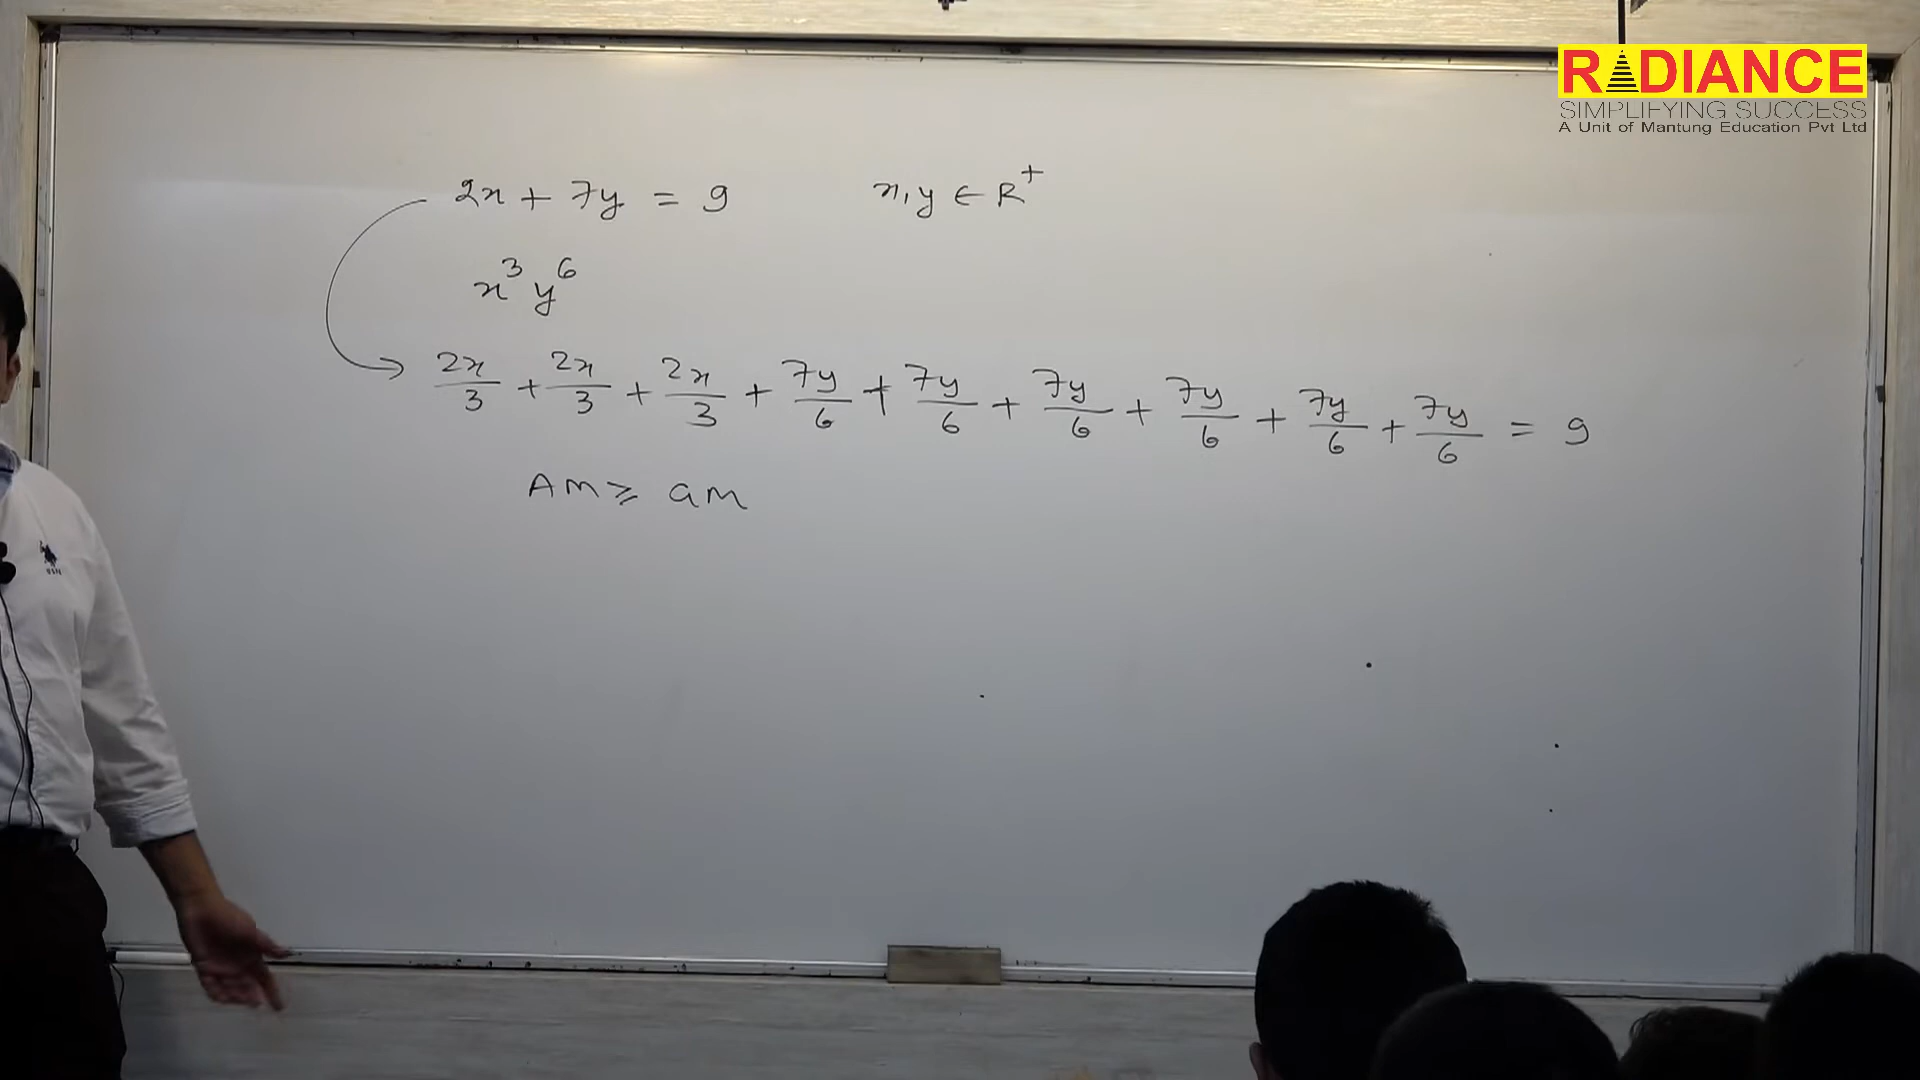 RADIANCE
SIMPLIFYING SUCCESS
A Unit of Mantung Education Pvt Ltd
2x + 7y = 9 x, y ∈ R⁺
x³ y⁶
2x/3 + 2x/3 + 2x/3 + 7y/6 + 7y/6 + 7y/6 + 7y/6 + 7y/6 + 7y/6 = 9
AM ≥ GM